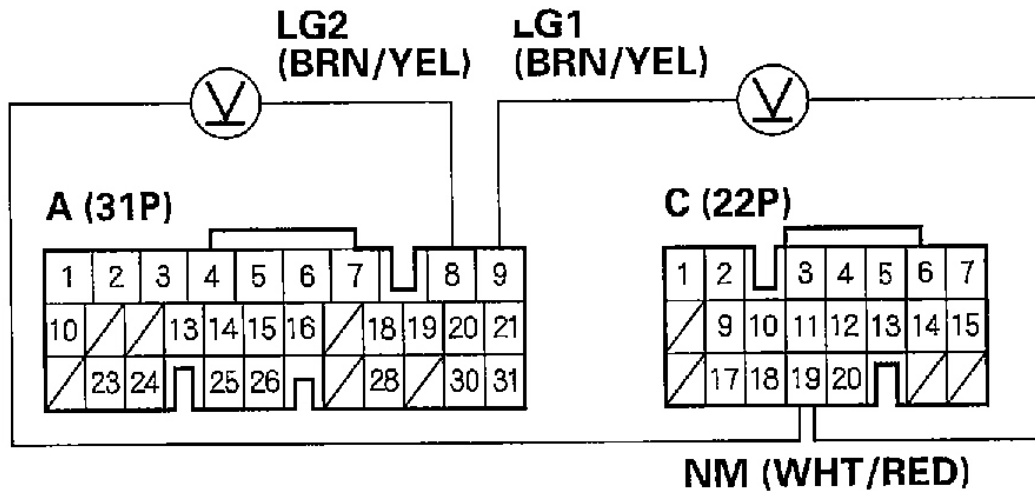 LG2
(BRN/YEL)
LG1
(BRN/YEL)
V
V
A (31P)
C (22P)
1 2 3 4 5 6 7 8 9
10 13 14 15 16 18 19 20 21
23 24 25 26 28 30 31
1 2 3 4 5 6 7
9 10 11 12 13 14 15
17 18 19 20
NM (WHT/RED)